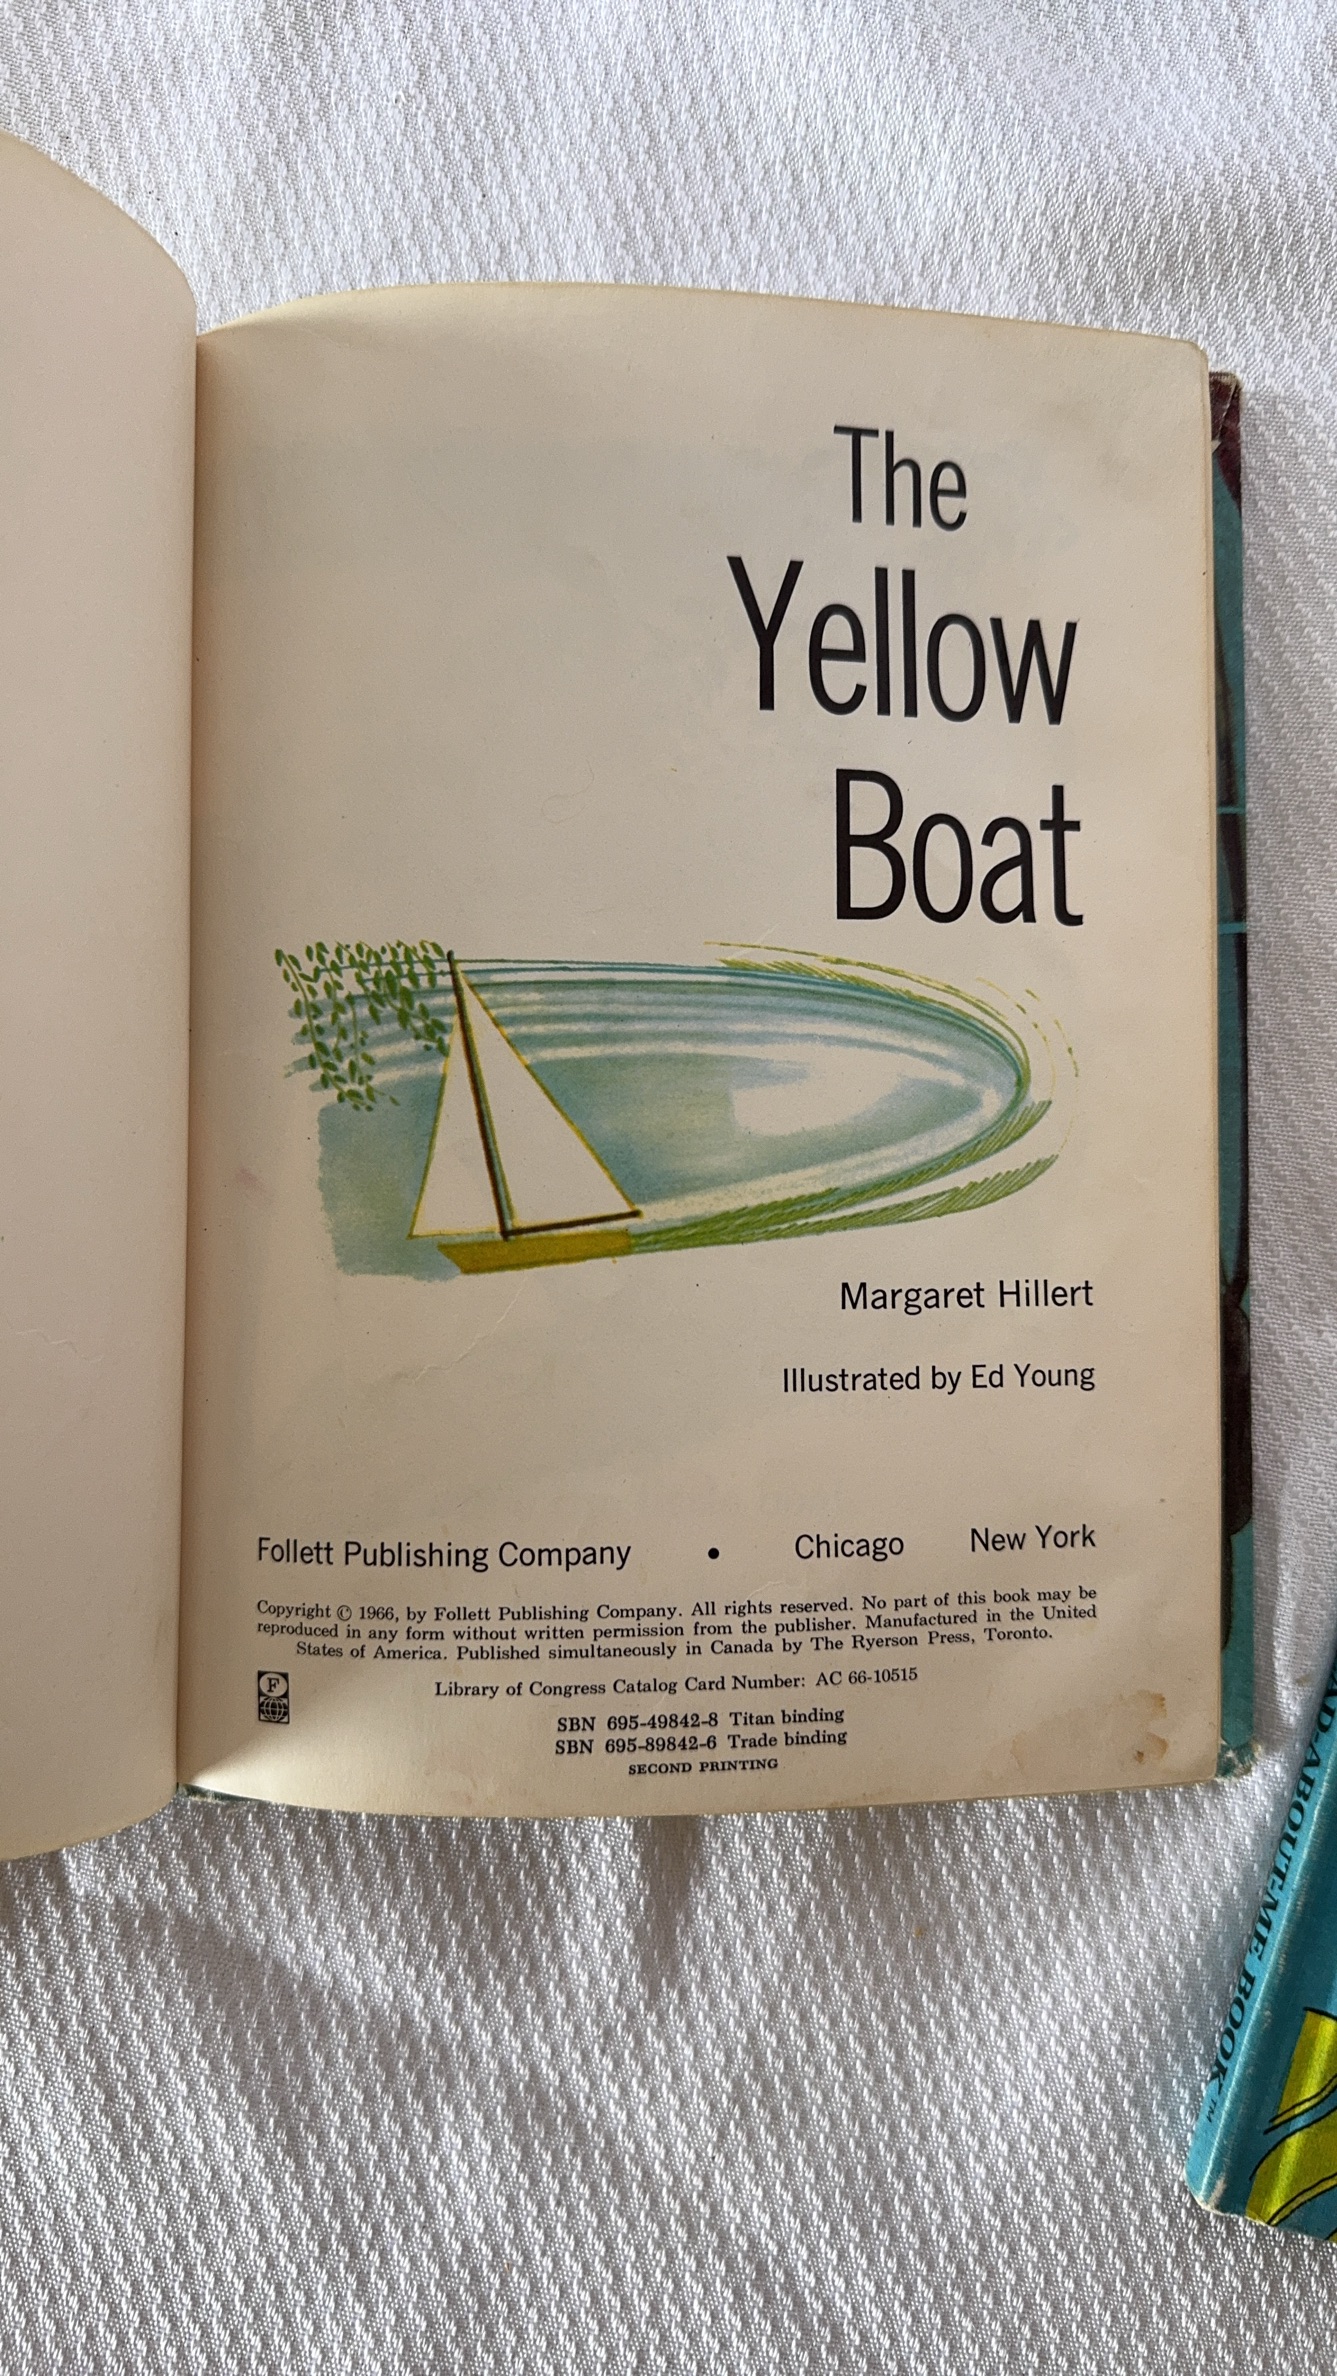 The
Yellow
Boat
Margaret Hillert
Illustrated by Ed Young
Follett Publishing Company • Chicago New York
Copyright © 1966, by Follett Publishing Company. All rights reserved. No part of this book may be
reproduced in any form without written permission from the publisher. Manufactured in the United
States of America. Published simultaneously in Canada by The Ryerson Press, Toronto.
F
Library of Congress Catalog Card Number: AC 66-10515
SBN 695-49842-8 Titan binding
SBN 695-89842-6 Trade binding
SECOND PRINTING
ABOUT-ME BOOK™